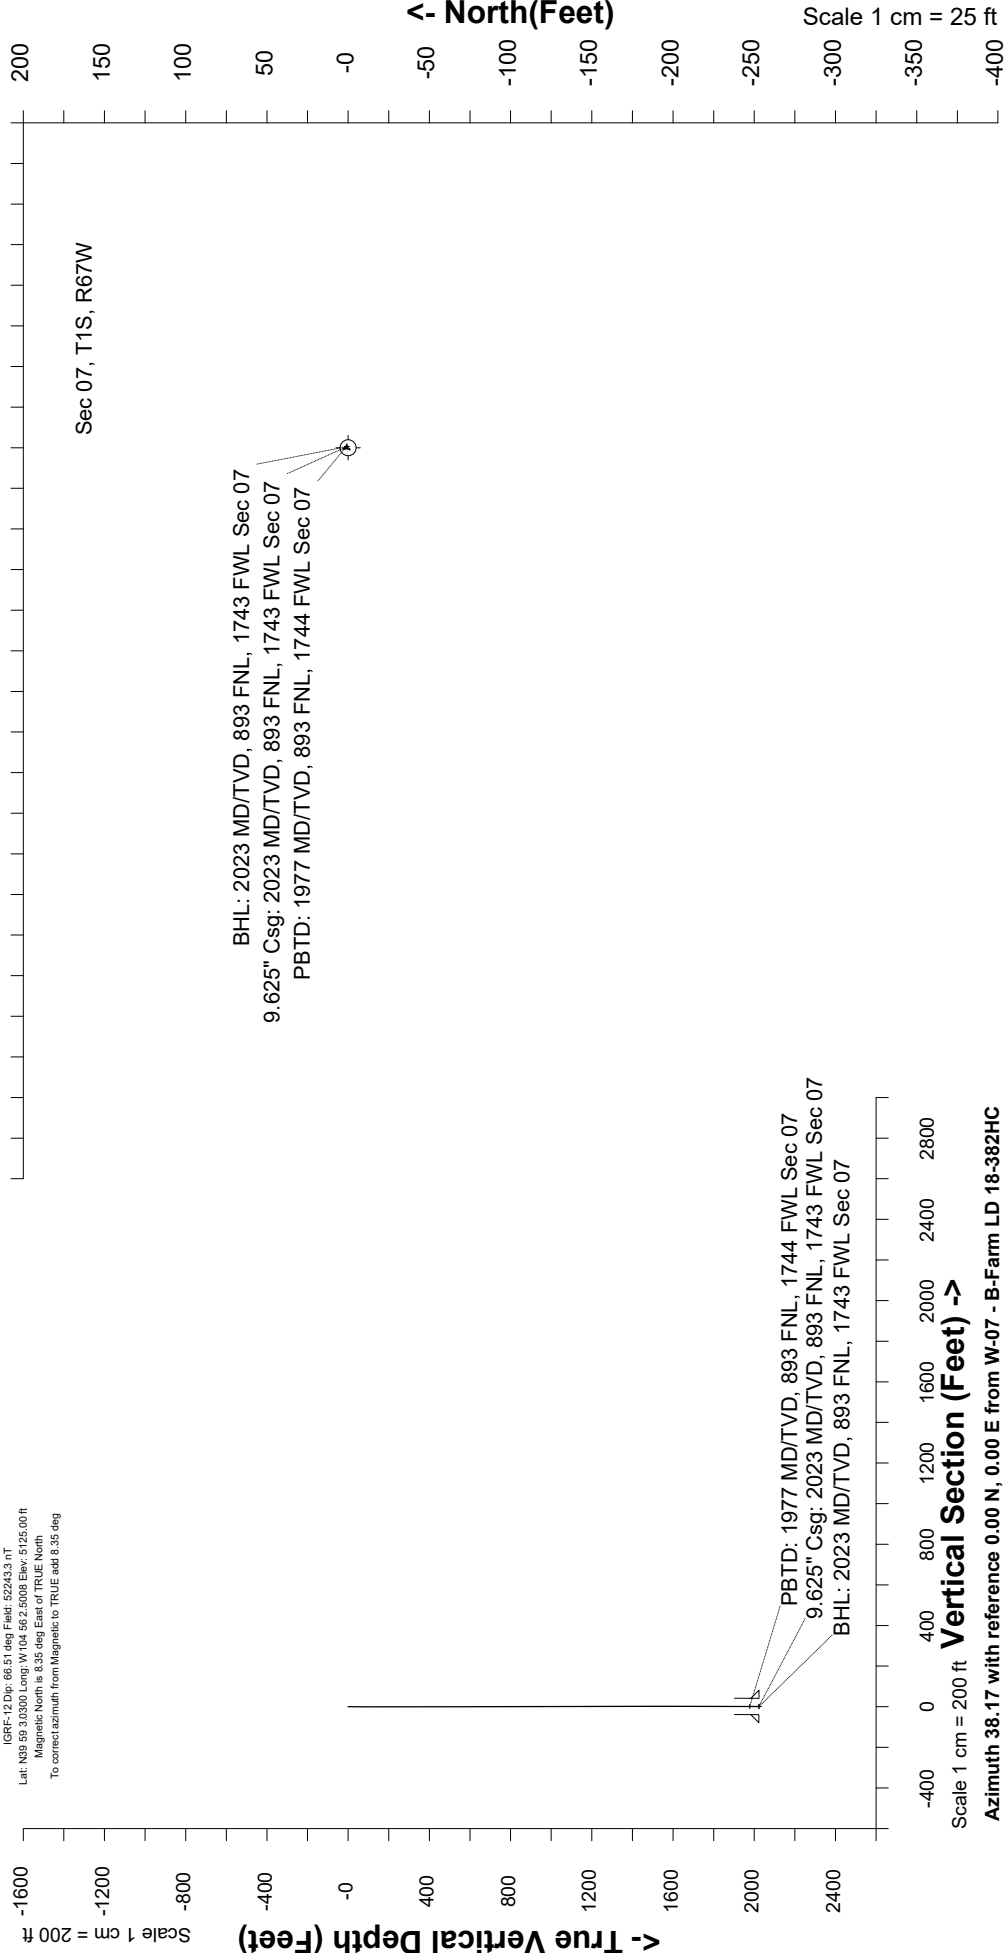 <- North(Feet)
Scale 1 cm = 25 ft
200
150
100
50
-0
-50
-100
-150
-200
-250
-300
-350
-400
Sec 07, T1S, R67W
BHL: 2023 MD/TVD, 893 FNL, 1743 FWL Sec 07
9.625" Csg: 2023 MD/TVD, 893 FNL, 1743 FWL Sec 07
PBTD: 1977 MD/TVD, 893 FNL, 1744 FWL Sec 07
IGRF-12 Dip: 66.51 deg Field: 52243.3 nT
Lat: N39 59 3.0300 Long: W104 56 2.5008 Elev: 5125.00 ft
Magnetic North is 8.35 deg East of TRUE North
To correct azimuth from Magnetic to TRUE add 8.35 deg
PBTD: 1977 MD/TVD, 893 FNL, 1744 FWL Sec 07
9.625" Csg: 2023 MD/TVD, 893 FNL, 1743 FWL Sec 07
BHL: 2023 MD/TVD, 893 FNL, 1743 FWL Sec 07
-1600
-1200
-800
-400
-0
400
800
1200
1600
2000
2400
Scale 1 cm = 200 ft
<- True Vertical Depth (Feet)
-400
0
400
800
1200
1600
2000
2400
2800
Scale 1 cm = 200 ft Vertical Section (Feet) ->
Azimuth 38.17 with reference 0.00 N, 0.00 E from W-07 - B-Farm LD 18-382HC